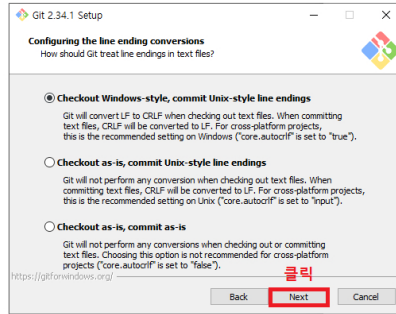 Git 2.34.1 Setup
Configuring the line ending conversions
How should Git treat line endings in text files?
Checkout Windows-style, commit Unix-style line endings
Git will convert LF to CRLF when checking out text files. When committing
text files, CRLF will be converted to LF. For cross-platform projects,
this is the recommended setting on Windows ("core.autocrlf" is set to "true").
Checkout as-is, commit Unix-style line endings
Git will not perform any conversion when checking out text files. When
committing text files, CRLF will be converted to LF. For cross-platform projects,
this is the recommended setting on Unix ("core.autocrlf" is set to "input").
Checkout as-is, commit as-is
Git will not perform any conversions when checking out or committing
text files. Choosing this option is not recommended for cross-platform
projects ("core.autocrlf" is set to "false").
클릭
https://gitforwindows.org/
Back Next Cancel